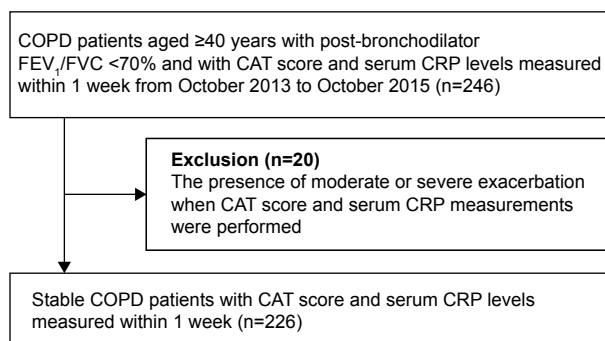 COPD patients aged ≥40 years with post-bronchodilator
FEV₁/FVC <70% and with CAT score and serum CRP levels measured
within 1 week from October 2013 to October 2015 (n=246)
Exclusion (n=20)
The presence of moderate or severe exacerbation
when CAT score and serum CRP measurements
were performed
Stable COPD patients with CAT score and serum CRP levels
measured within 1 week (n=226)